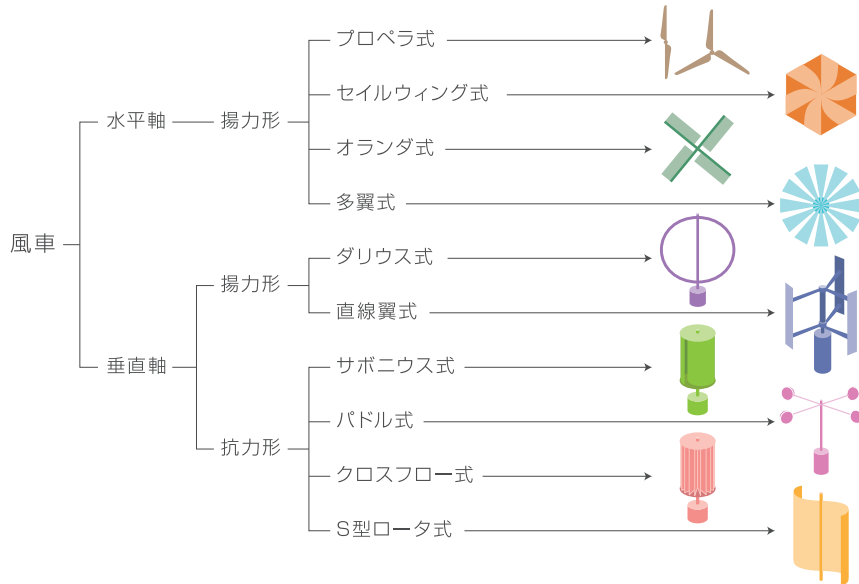 プロペラ式
セイルウィング式
水平軸
揚力形
オランダ式
多翼式
風車
ダリウス式
揚力形
直線翼式
垂直軸
サボニウス式
パドル式
抗力形
クロスフロー式
S型ロータ式